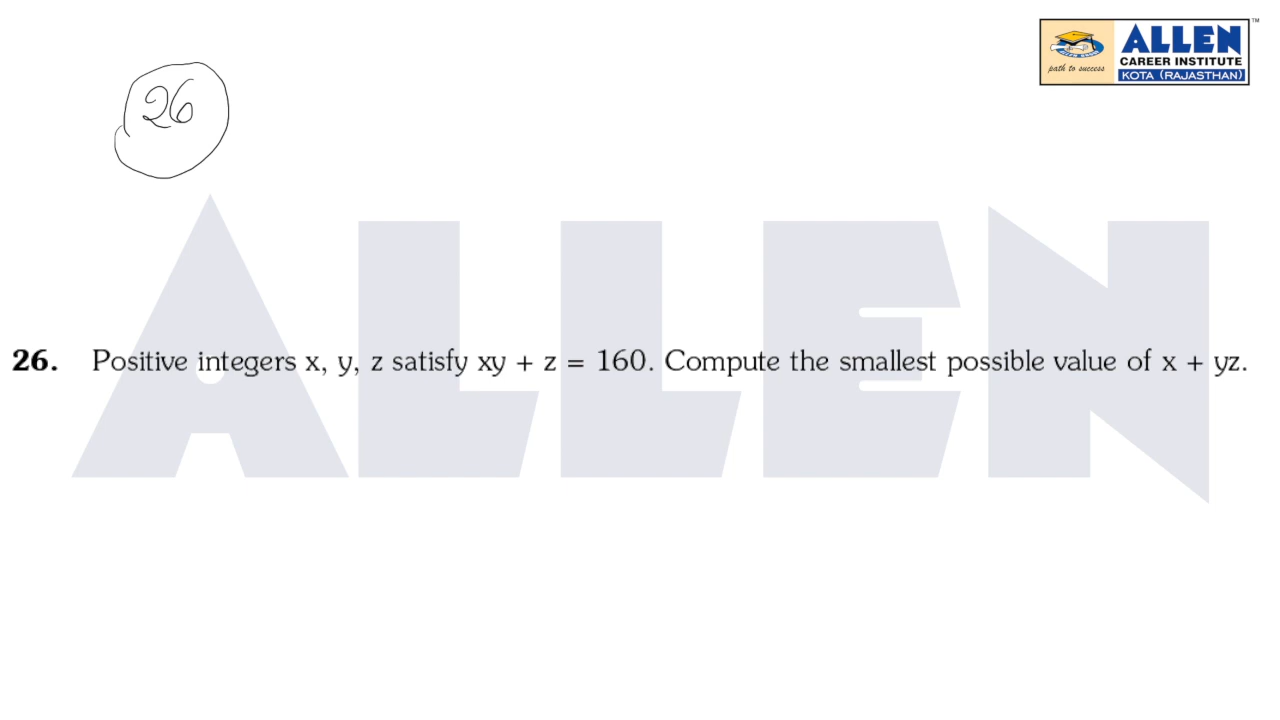 ALLEN
CAREER INSTITUTE
KOTA (RAJASTHAN)
path to success
TM
26
ALLEN
26. Positive integers x, y, z satisfy xy + z = 160. Compute the smallest possible value of x + yz.